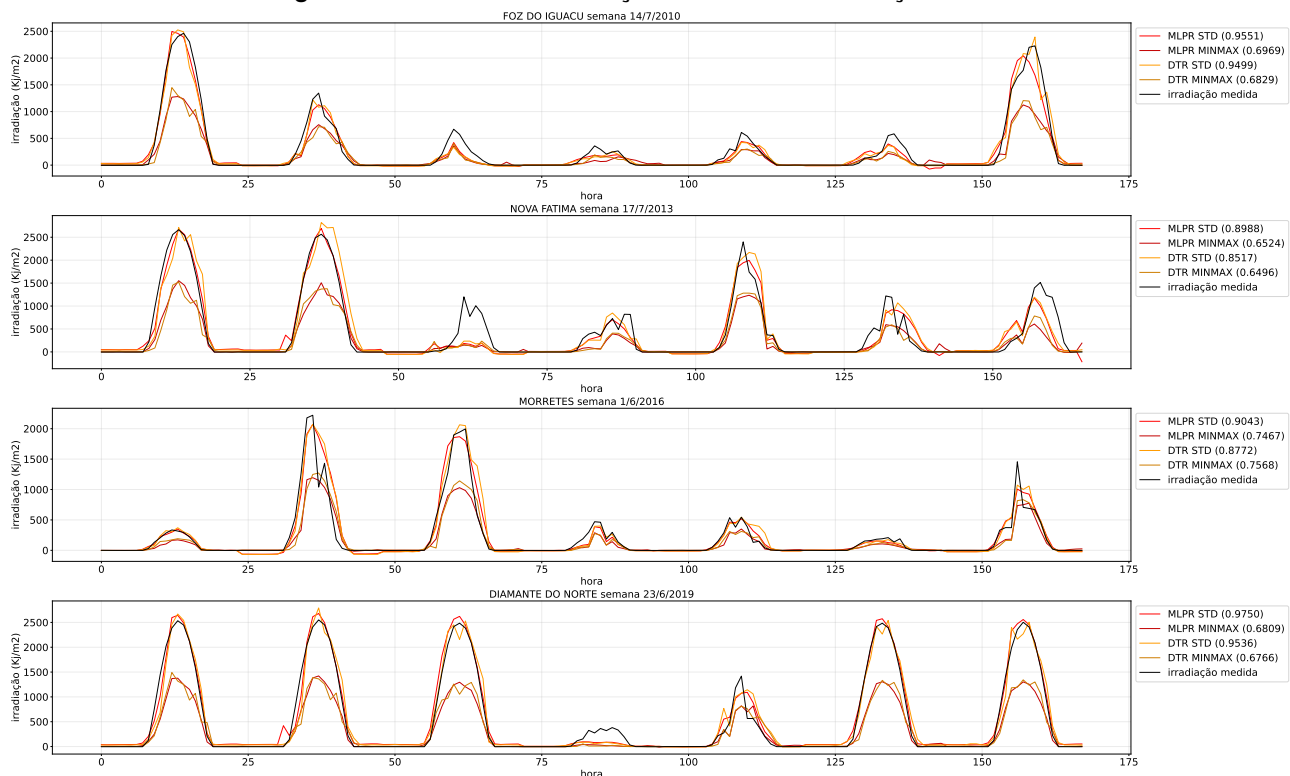 FOZ DO IGUACU semana 14/7/2010
irradiação (Kj/m2)
2500
2000
1500
1000
500
0
0 25 50 75 100 125 150 175
hora
MLPR STD (0.9551)
MLPR MINMAX (0.6969)
DTR STD (0.9499)
DTR MINMAX (0.6829)
irradiação medida
NOVA FATIMA semana 17/7/2013
irradiação (Kj/m2)
2500
2000
1500
1000
500
0
0 25 50 75 100 125 150
hora
MLPR STD (0.8988)
MLPR MINMAX (0.6524)
DTR STD (0.8517)
DTR MINMAX (0.6496)
irradiação medida
MORRETES semana 1/6/2016
irradiação (Kj/m2)
2000
1500
1000
500
0
0 25 50 75 100 125 150 175
hora
MLPR STD (0.9043)
MLPR MINMAX (0.7467)
DTR STD (0.8772)
DTR MINMAX (0.7568)
irradiação medida
DIAMANTE DO NORTE semana 23/6/2019
irradiação (Kj/m2)
2500
2000
1500
1000
500
0
0 25 50 75 100 125 150 175
hora
MLPR STD (0.9750)
MLPR MINMAX (0.6809)
DTR STD (0.9536)
DTR MINMAX (0.6766)
irradiação medida